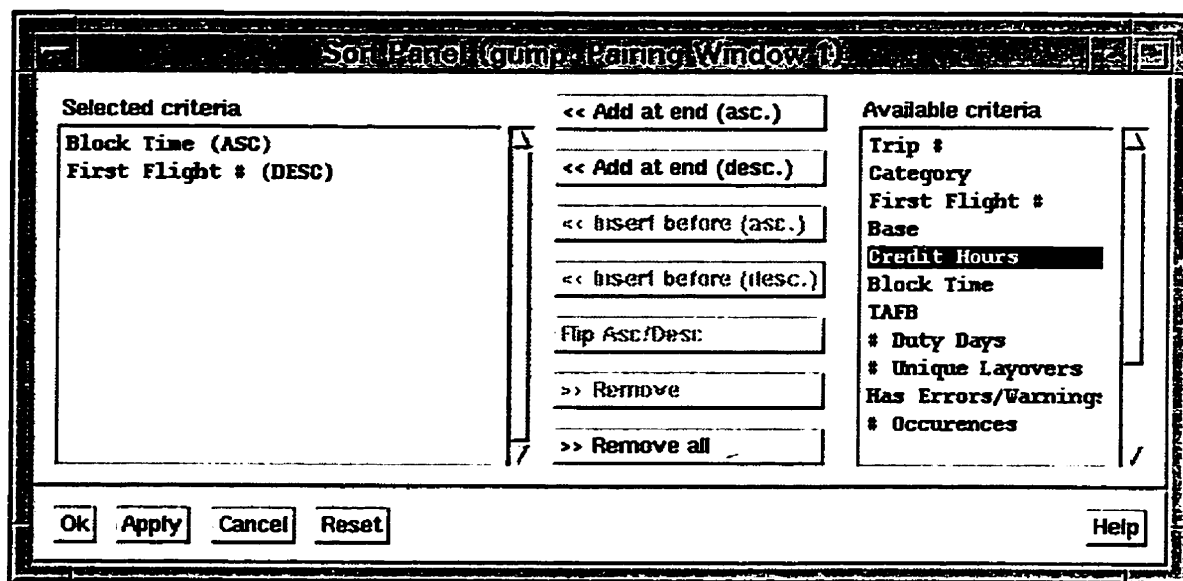 Sort Panel (gump: Pairing Window 1)
Selected criteria
Block Time (ASC)
First Flight # (DESC)
<< Add at end (asc.)
<< Add at end (desc.)
<< Insert before (asc.)
<< Insert before (desc.)
Flip Asc/Desc
>> Remove
>> Remove all
Available criteria
Trip #
Category
First Flight #
Base
Credit Hours
Block Time
TAFB
# Duty Days
# Unique Layovers
Has Errors/Warnings
# Occurences
Ok Apply Cancel Reset Help